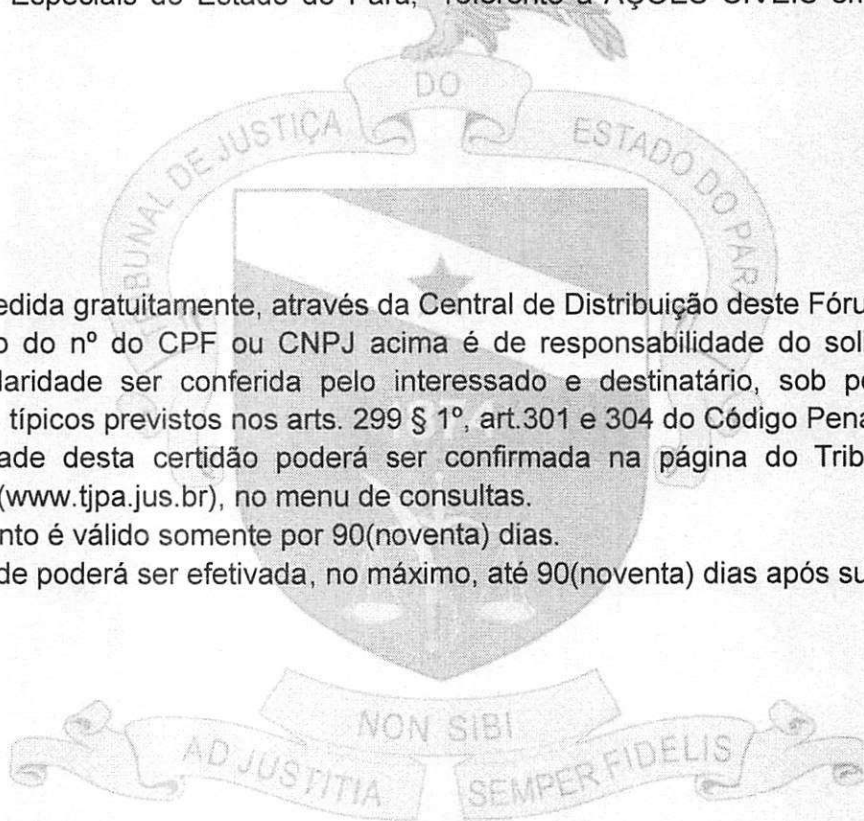 Especiais do Estado do Pará, referente a AÇÕES CÍVEIS em
DO
TRIBUNAL DE JUSTIÇA
ESTADO DO PARÁ
edida gratuitamente, através da Central de Distribuição deste Fóru
o do nº do CPF ou CNPJ acima é de responsabilidade do soli
laridade ser conferida pelo interessado e destinatário, sob pe
típicos previstos nos arts. 299 § 1º, art.301 e 304 do Código Pena
ade desta certidão poderá ser confirmada na página do Trib
(www.tjpa.jus.br), no menu de consultas.
nto é válido somente por 90(noventa) dias.
de poderá ser efetivada, no máximo, até 90(noventa) dias após su
NON SIBI
AD JUSTITIA
SEMPER FIDELIS